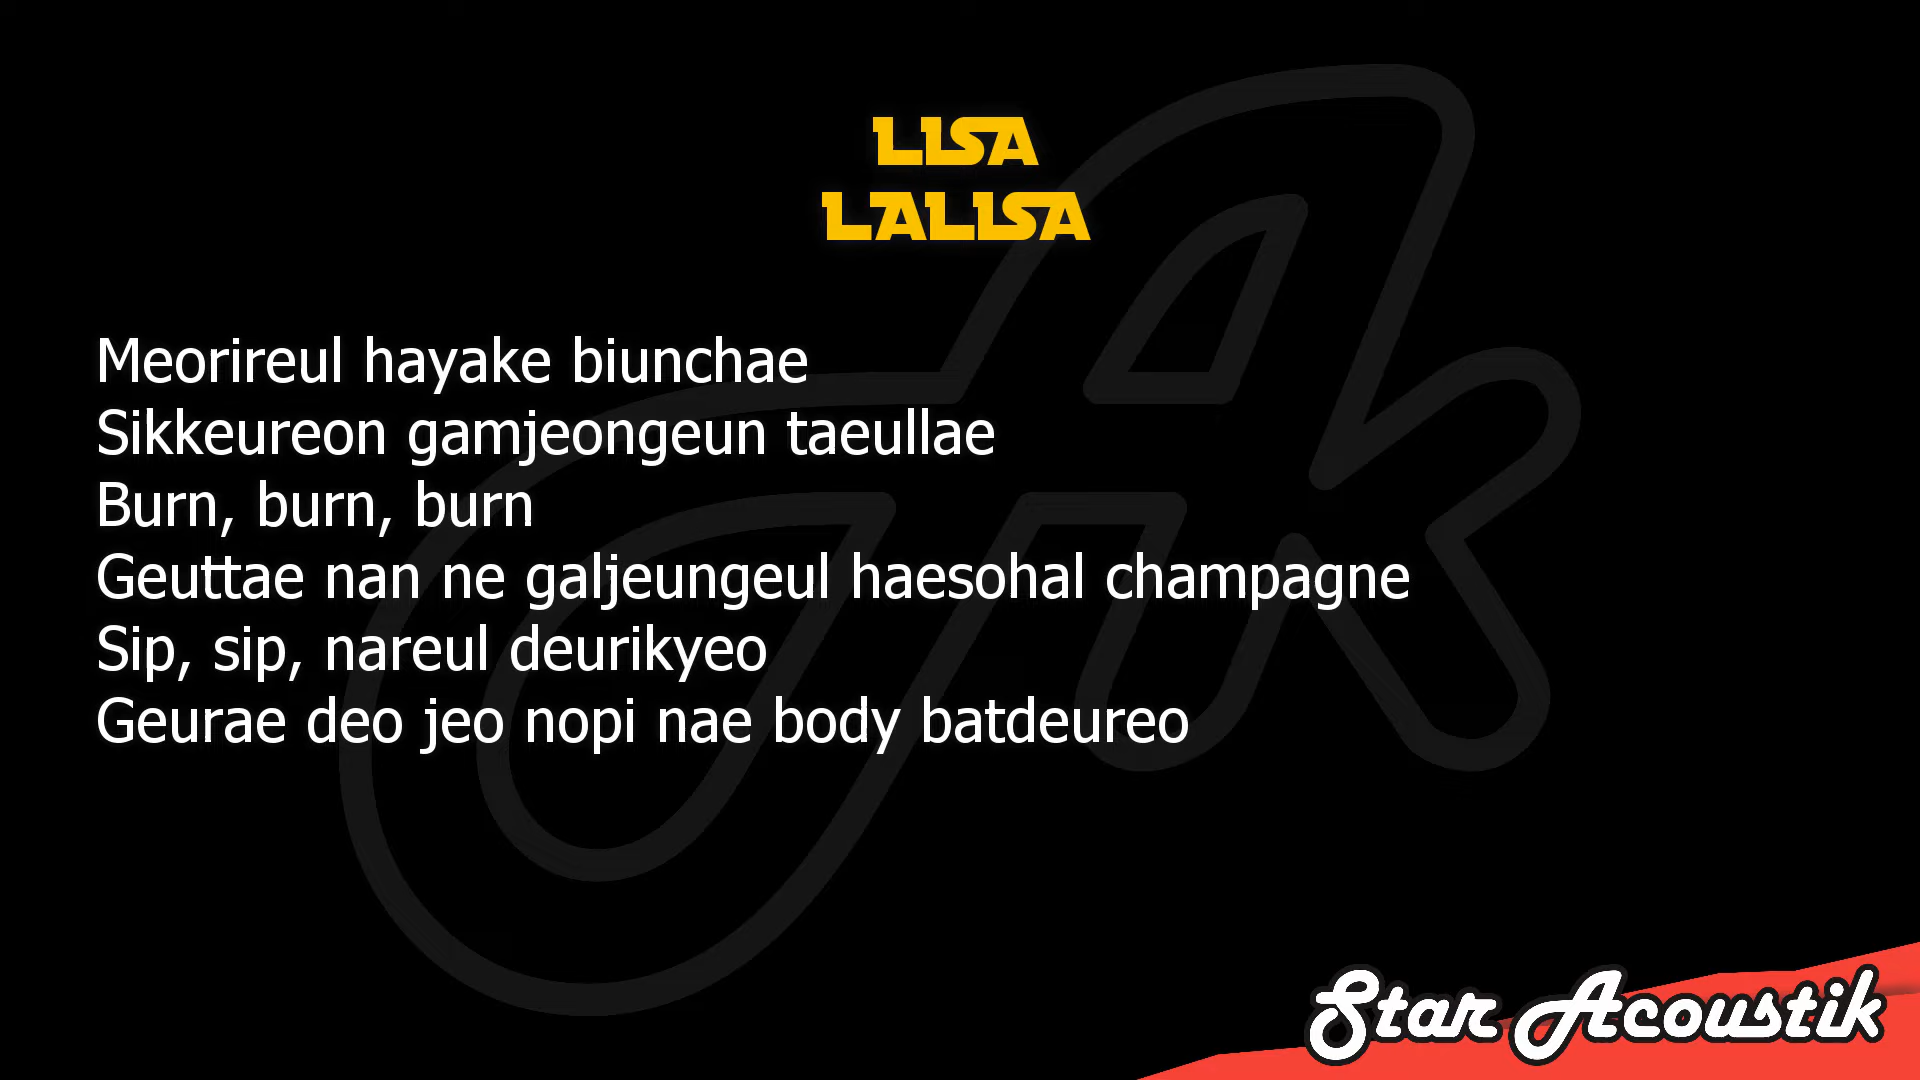 LISA
LALISA
Meorireul hayake biunchae
Sikkeureon gamjeongeun taeullae
Burn, burn, burn
Geuttae nan ne galjeungeul haesohal champagne
Sip, sip, nareul deurikyeo
Geurae deo jeo nopi nae body batdeureo
Star Acoustik